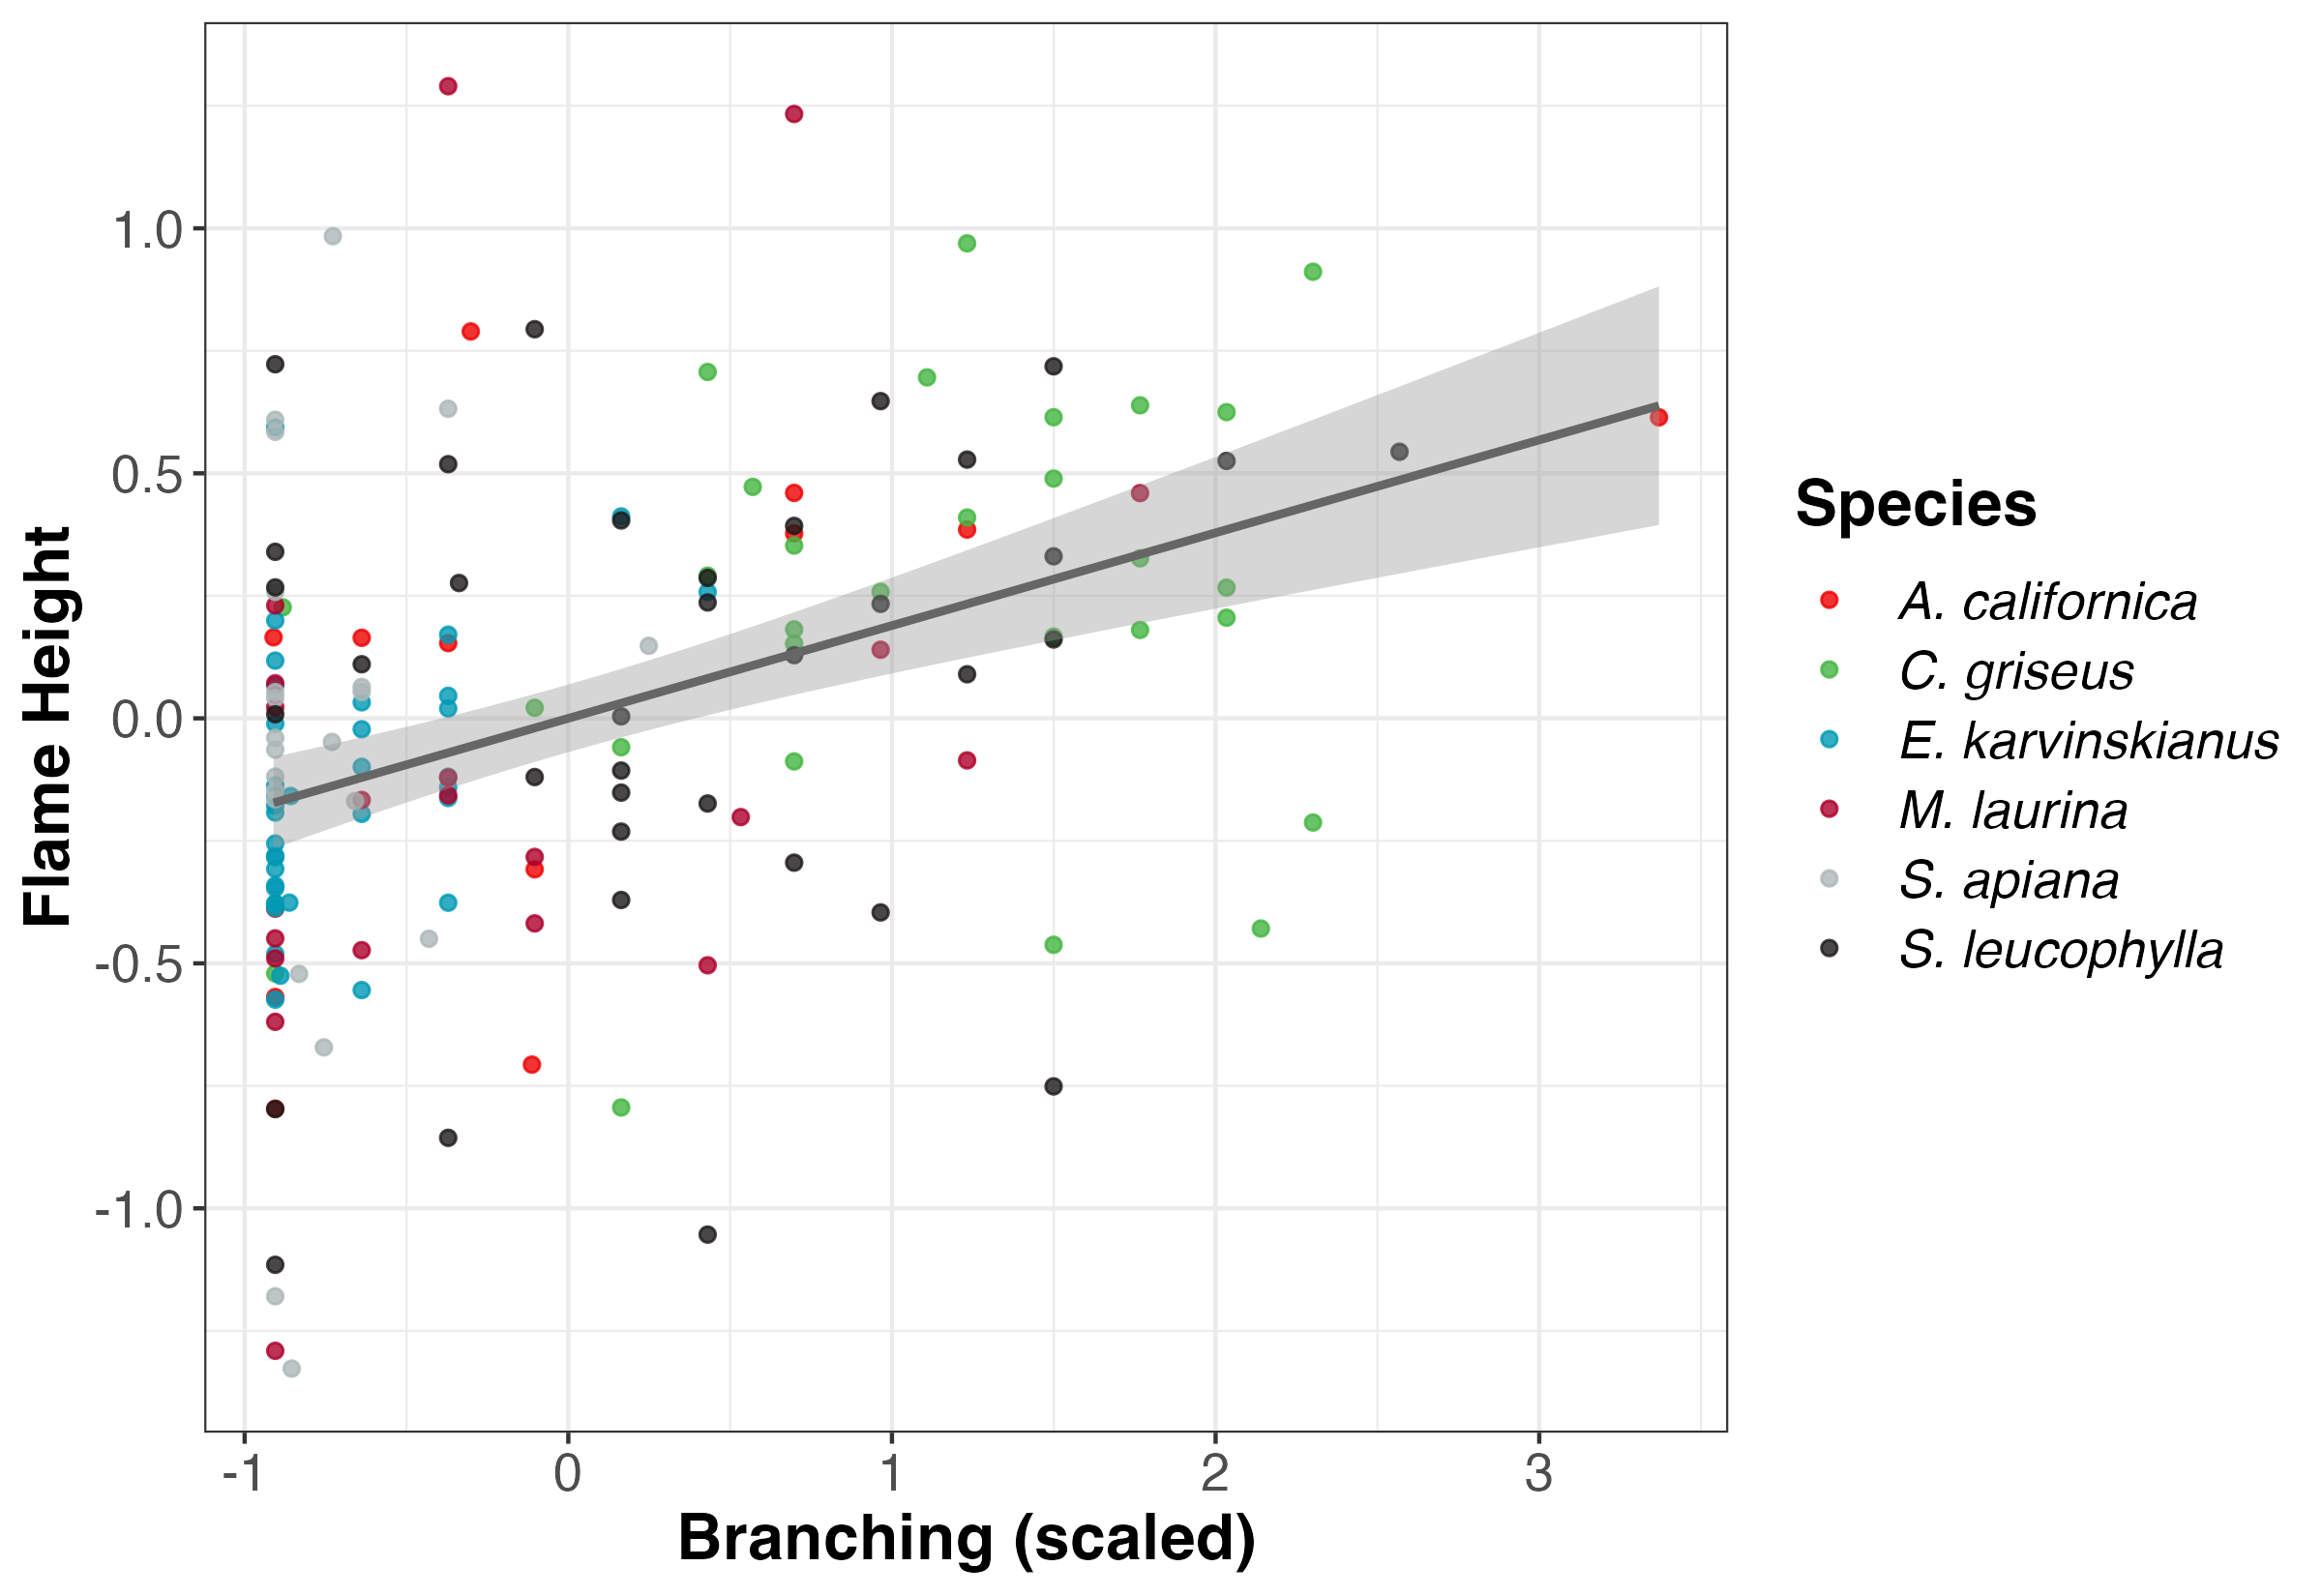 Flame Height
1.0
0.5
0.0
-0.5
-1.0
-1 0 1 2 3
Branching (scaled)
Species
A. californica
C. griseus
E. karvinskianus
M. laurina
S. apiana
S. leucophylla